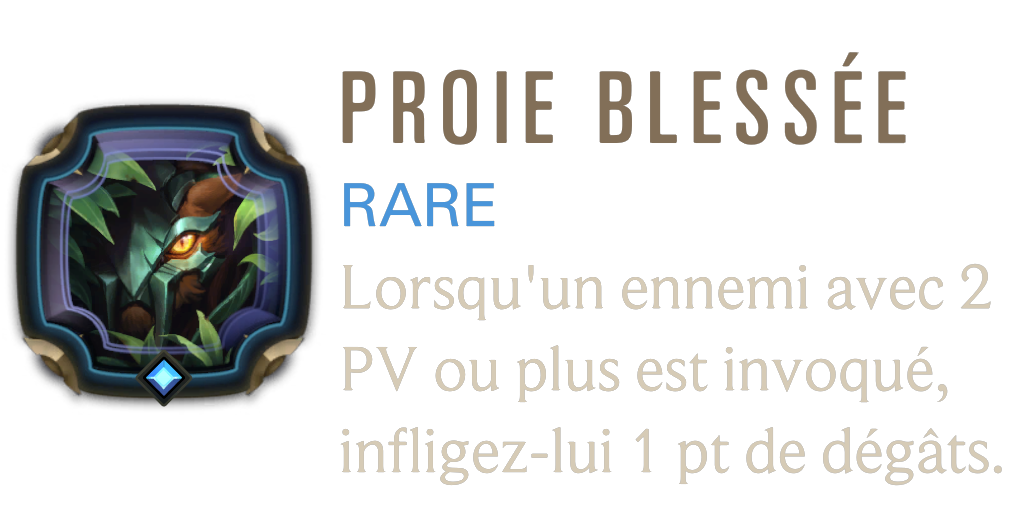 PROIE BLESSÉE
RARE
Lorsqu'un ennemi avec 2
PV ou plus est invoqué,
infligez-lui 1 pt de dégâts.